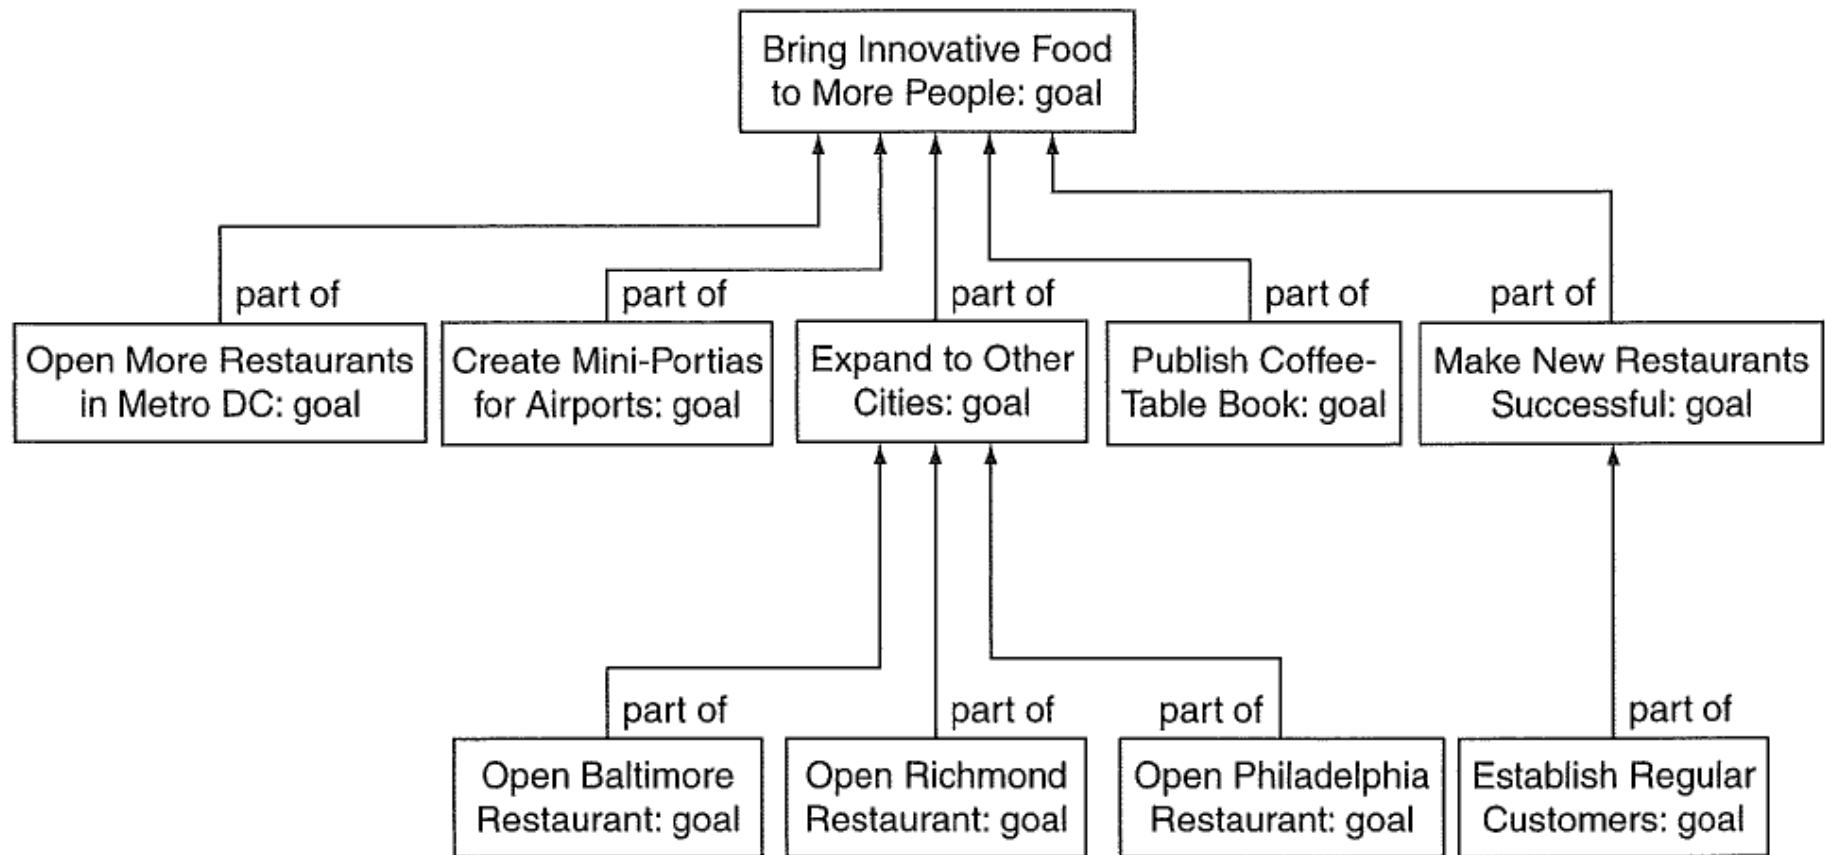 Bring Innovative Food
to More People: goal
part of
part of
part of
part of
part of
Open More Restaurants
in Metro DC: goal
Create Mini-Portias
for Airports: goal
Expand to Other
Cities: goal
Publish Coffee-
Table Book: goal
Make New Restaurants
Successful: goal
part of
part of
part of
part of
Open Baltimore
Restaurant: goal
Open Richmond
Restaurant: goal
Open Philadelphia
Restaurant: goal
Establish Regular
Customers: goal